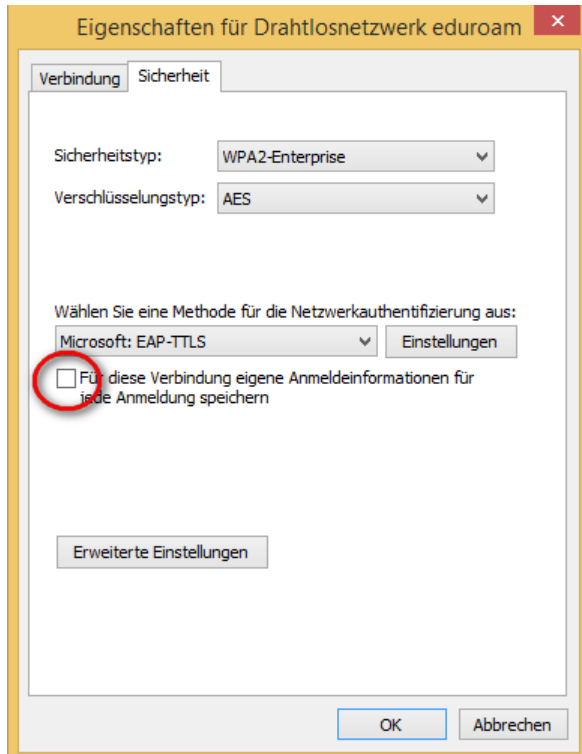 Eigenschaften für Drahtlosnetzwerk eduroam
Verbindung Sicherheit
Sicherheitstyp: WPA2-Enterprise
Verschlüsselungstyp: AES
Wählen Sie eine Methode für die Netzwerkauthentifizierung aus:
Microsoft: EAP-TTLS Einstellungen
Für diese Verbindung eigene Anmeldeinformationen für
jede Anmeldung speichern
Erweiterte Einstellungen
OK Abbrechen